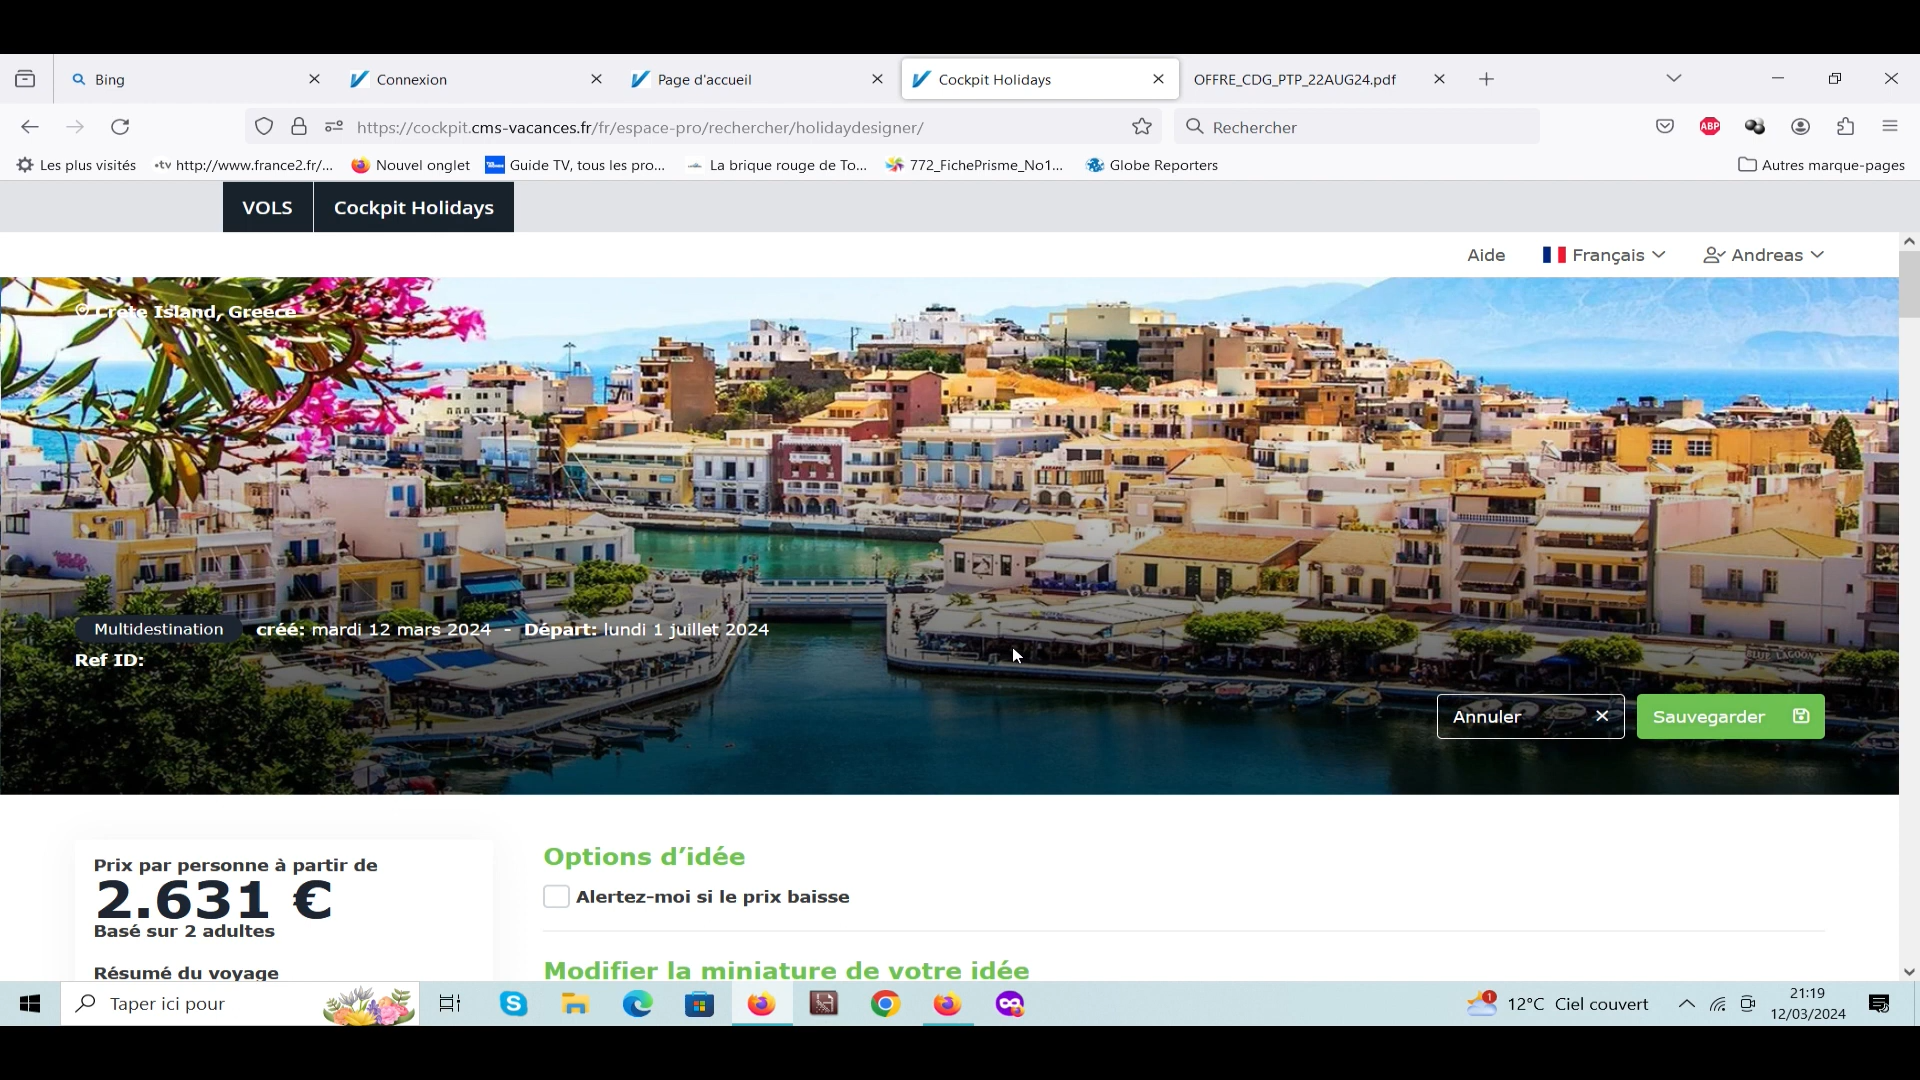 Bing
Connexion
Page d'accueil
Cockpit Holidays
OFFRE_CDG_PTP_22AUG24.pdf
https://cockpit.cms-vacances.fr/fr/espace-pro/rechercher/holidaydesigner/
Rechercher
ABP
Les plus visités
http://www.france2.fr/...
Nouvel onglet
Guide TV, tous les pro...
La brique rouge de To...
772_FichePrisme_No1...
Globe Reporters
Autres marque-pages
VOLS
Cockpit Holidays
Aide
Français
Andreas
Crete Island, Greece
Multidestination créé: mardi 12 mars 2024 - Départ: lundi 1 juillet 2024
Ref ID:
Annuler
Sauvegarder
Prix par personne à partir de
2.631 €
Basé sur 2 adultes
Résumé du voyage
Options d'idée
Alertez-moi si le prix baisse
Modifier la miniature de votre idée
Taper ici pour
1
12°C Ciel couvert
21:19
12/03/2024